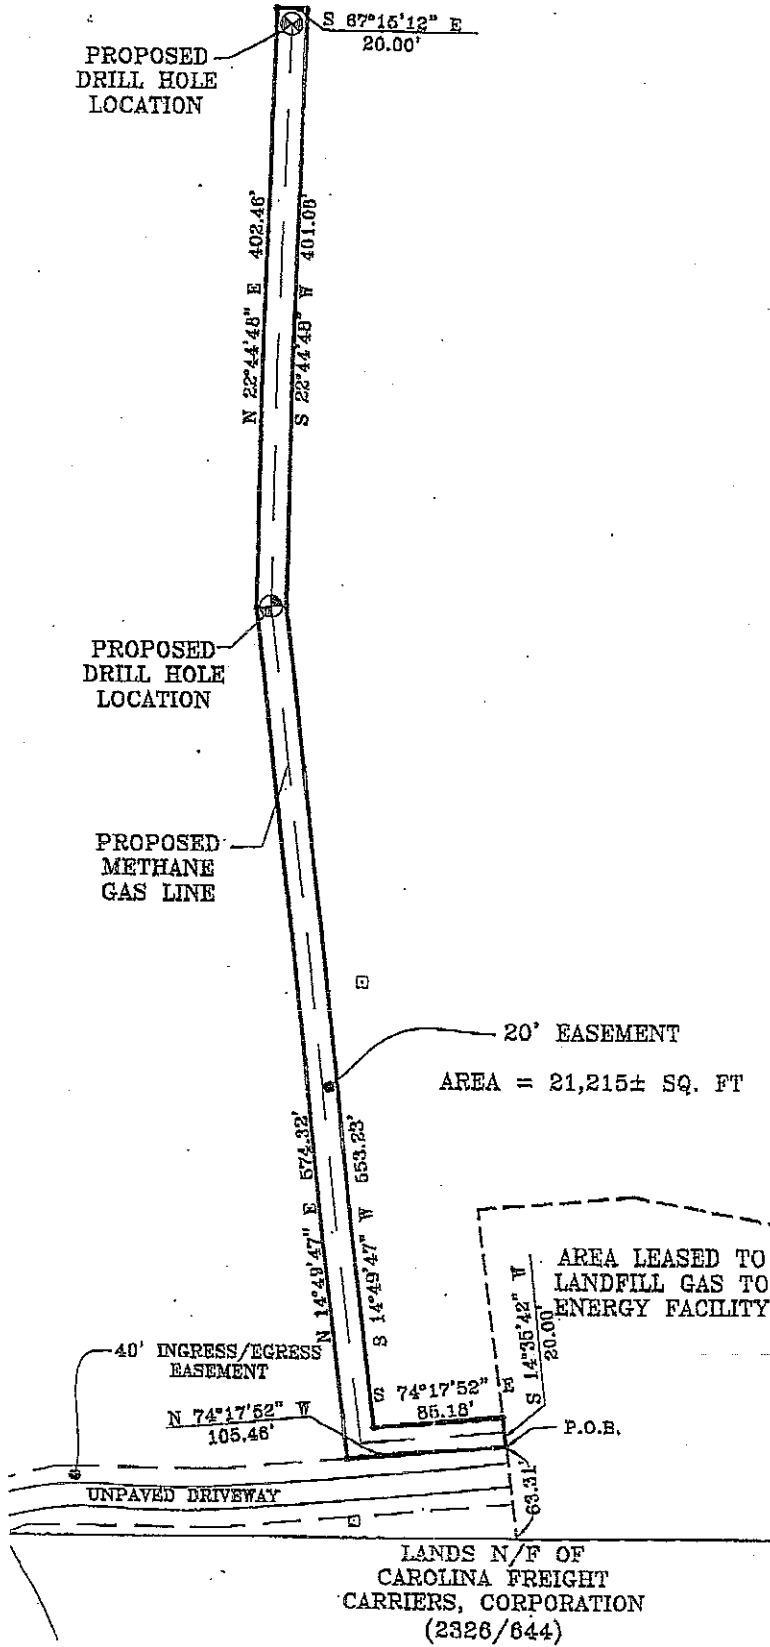 S 67°15'12" E
20.00'
PROPOSED
DRILL HOLE
LOCATION
N 22°44'48" E 402.46'
S 22°44'48" W 401.08'
PROPOSED
DRILL HOLE
LOCATION
PROPOSED
METHANE
GAS LINE
20' EASEMENT
AREA = 21,215± SQ. FT
N 14°49'47" E 574.32'
S 14°49'47" W 553.23'
AREA LEASED TO
LANDFILL GAS TO
ENERGY FACILITY
S 14°35'42" W
20.00'
40' INGRESS/EGRESS
EASEMENT
S 74°17'52" E
85.18'
N 74°17'52" W
105.46'
P.O.B.
UNPAVED DRIVEWAY
63.31'
LANDS N/F OF
CAROLINA FREIGHT
CARRIERS, CORPORATION
(2326/644)